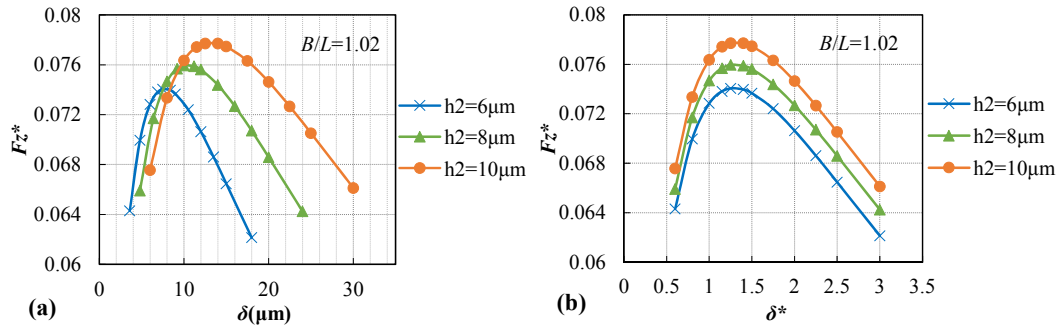 0.08
0.076
0.072
0.068
0.064
0.06
Fz*
0 10 20 30
δ(µm)
B/L=1.02
h2=6µm
h2=8µm
h2=10µm
(a)
0.08
0.076
0.072
0.068
0.064
0.06
Fz*
0 0.5 1 1.5 2 2.5 3 3.5
δ*
B/L=1.02
h2=6µm
h2=8µm
h2=10µm
(b)